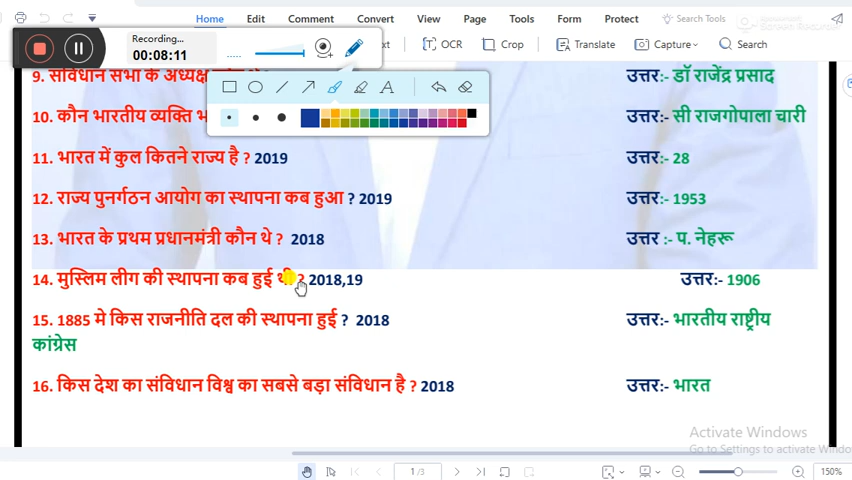 Home Edit Comment Convert View Page Tools Form Protect Search Tools
Recording...
00:08:11
OCR Crop Translate Capture Search
9. संविधान सभा के अध्यक्ष उत्तर:- डॉ राजेंद्र प्रसाद
10. कौन भारतीय व्यक्ति उत्तर:- सी राजगोपाला चारी
11. भारत में कुल कितने राज्य है ? 2019 उत्तर:- 28
12. राज्य पुनर्गठन आयोग का स्थापना कब हुआ ? 2019 उत्तर:- 1953
13. भारत के प्रथम प्रधानमंत्री कौन थे ? 2018 उत्तर :- प. नेहरू
14. मुस्लिम लीग की स्थापना कब हुई थी ? 2018,19 उत्तर:- 1906
15. 1885 मे किस राजनीति दल की स्थापना हुई ? 2018 उत्तर:- भारतीय राष्ट्रीय
कांग्रेस
16. किस देश का संविधान विश्व का सबसे बड़ा संविधान है ? 2018 उत्तर:- भारत
Activate Windows
Go to Settings to activate Windo
1 /3 150%